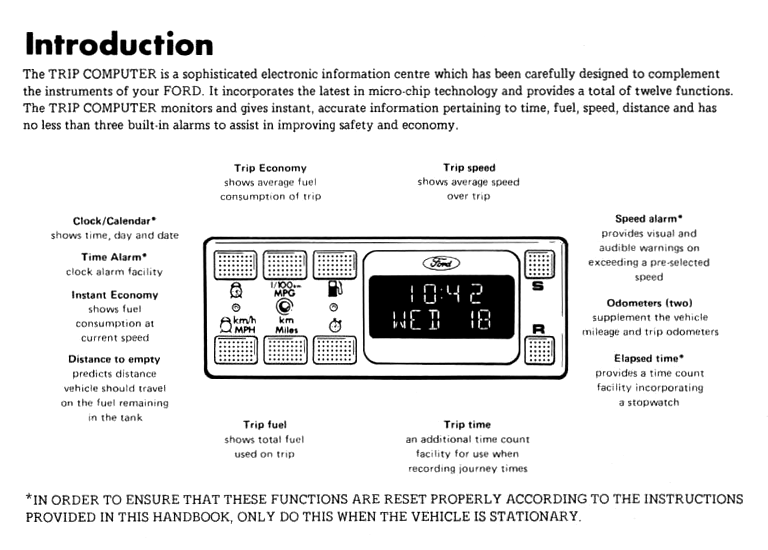 Introduction
The TRIP COMPUTER is a sophisticated electronic information centre which has been carefully designed to complement
the instruments of your FORD. It incorporates the latest in micro-chip technology and provides a total of twelve functions.
The TRIP COMPUTER monitors and gives instant, accurate information pertaining to time, fuel, speed, distance and has
no less than three built-in alarms to assist in improving safety and economy.
Trip Economy
shows average fuel
consumption of trip
Trip speed
shows average speed
over trip
Clock/Calendar*
shows time, day and date
Time Alarm*
clock alarm facility
Instant Economy
shows fuel
consumption at
current speed
Distance to empty
predicts distance
vehicle should travel
on the fuel remaining
in the tank
l/100km
MPG
km/h
MPH
km
Miles
Ford
10:42
WED 18
S
R
Speed alarm*
provides visual and
audible warnings on
exceeding a pre-selected
speed
Odometers (two)
supplement the vehicle
mileage and trip odometers
Elapsed time*
provides a time count
facility incorporating
a stopwatch
Trip fuel
shows total fuel
used on trip
Trip time
an additional time count
facility for use when
recording journey times
*IN ORDER TO ENSURE THAT THESE FUNCTIONS ARE RESET PROPERLY ACCORDING TO THE INSTRUCTIONS
PROVIDED IN THIS HANDBOOK, ONLY DO THIS WHEN THE VEHICLE IS STATIONARY.